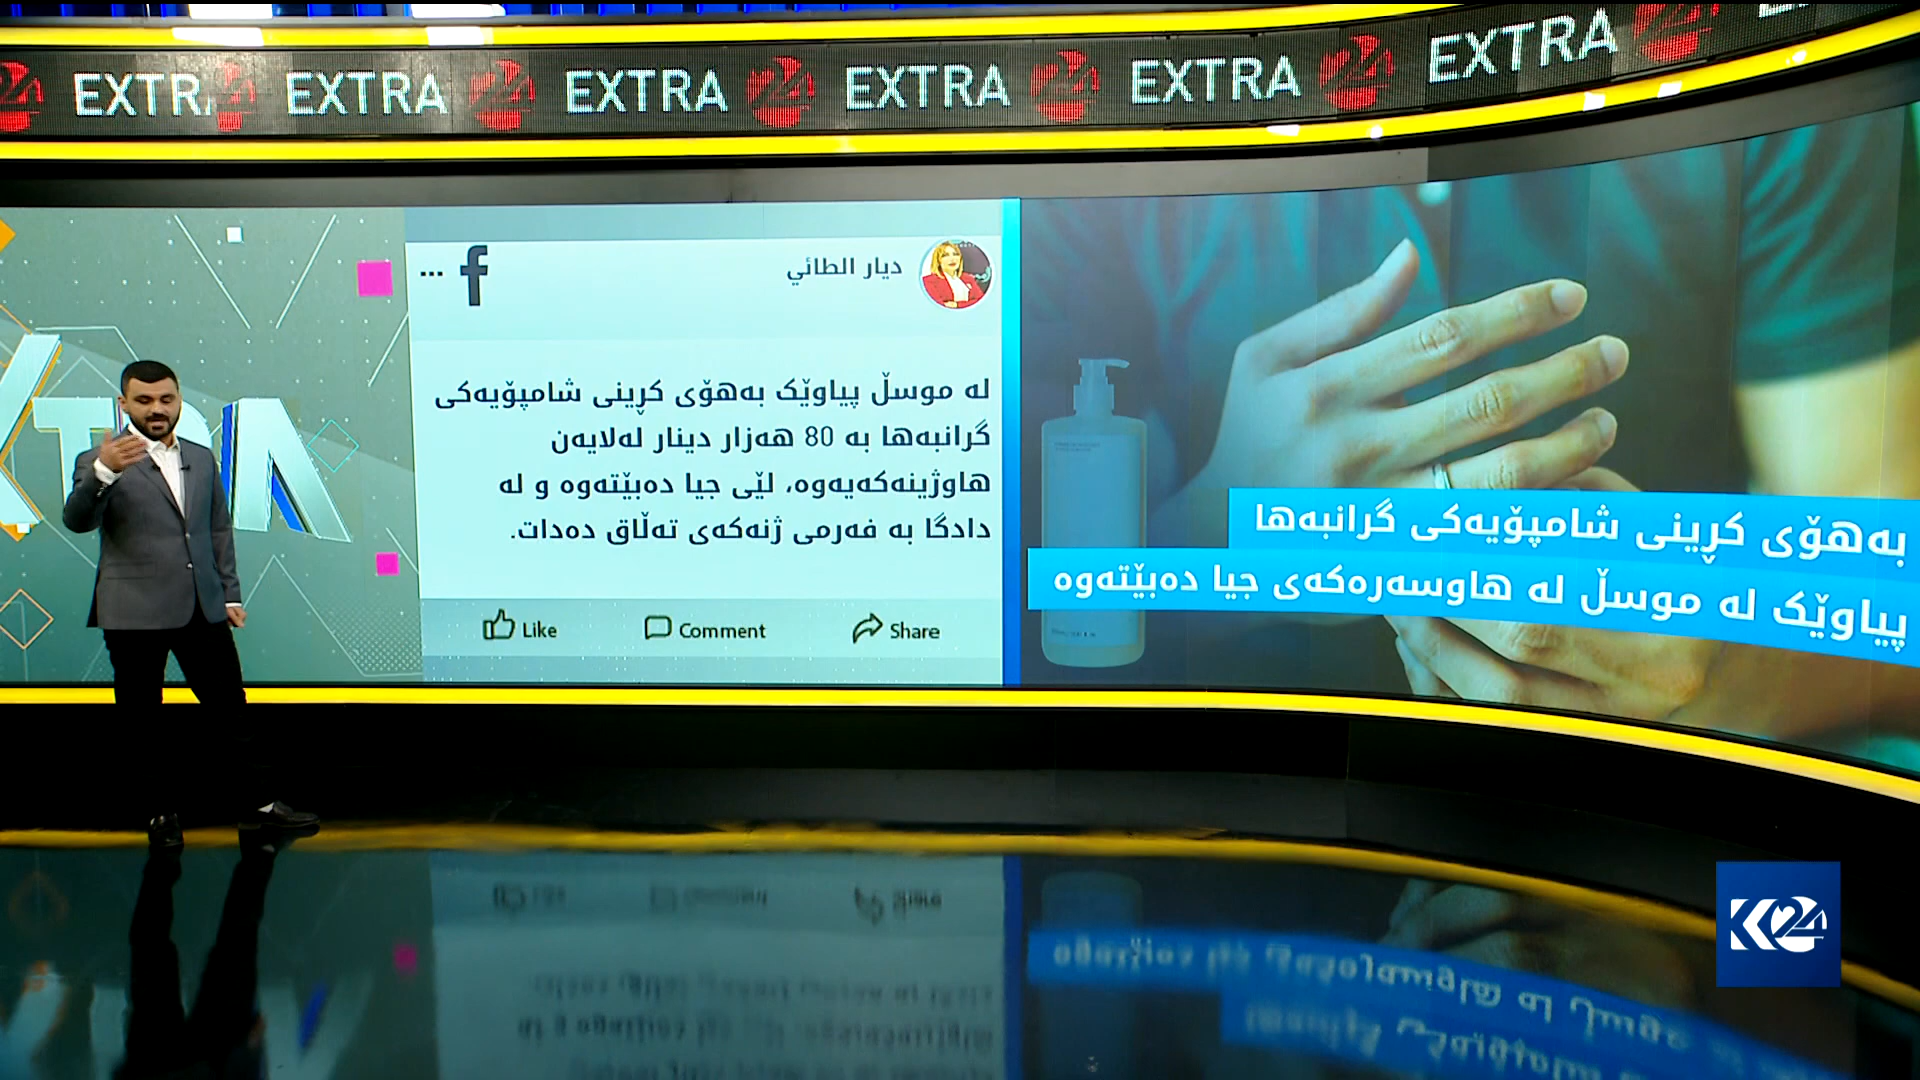 EXTRA EXTRA EXTRA EXTRA EXTRA EXTRA
EXTRA
دیار الطائي
لە موسڵ پیاوێک بەهۆی کڕینی شامپۆیەکی
گرانبەها بە 80 هەزار دینار لەلایەن
هاوژینەکەیەوە، لێی جیا دەبێتەوە و لە
دادگا بە فەرمی ژنەکەی تەڵاق دەدات.
Like Comment Share
بەهۆی کڕینی شامپۆیەکی گرانبەها
پیاوێک لە موسڵ لە هاوسەرەکەی جیا دەبێتەوە
K24